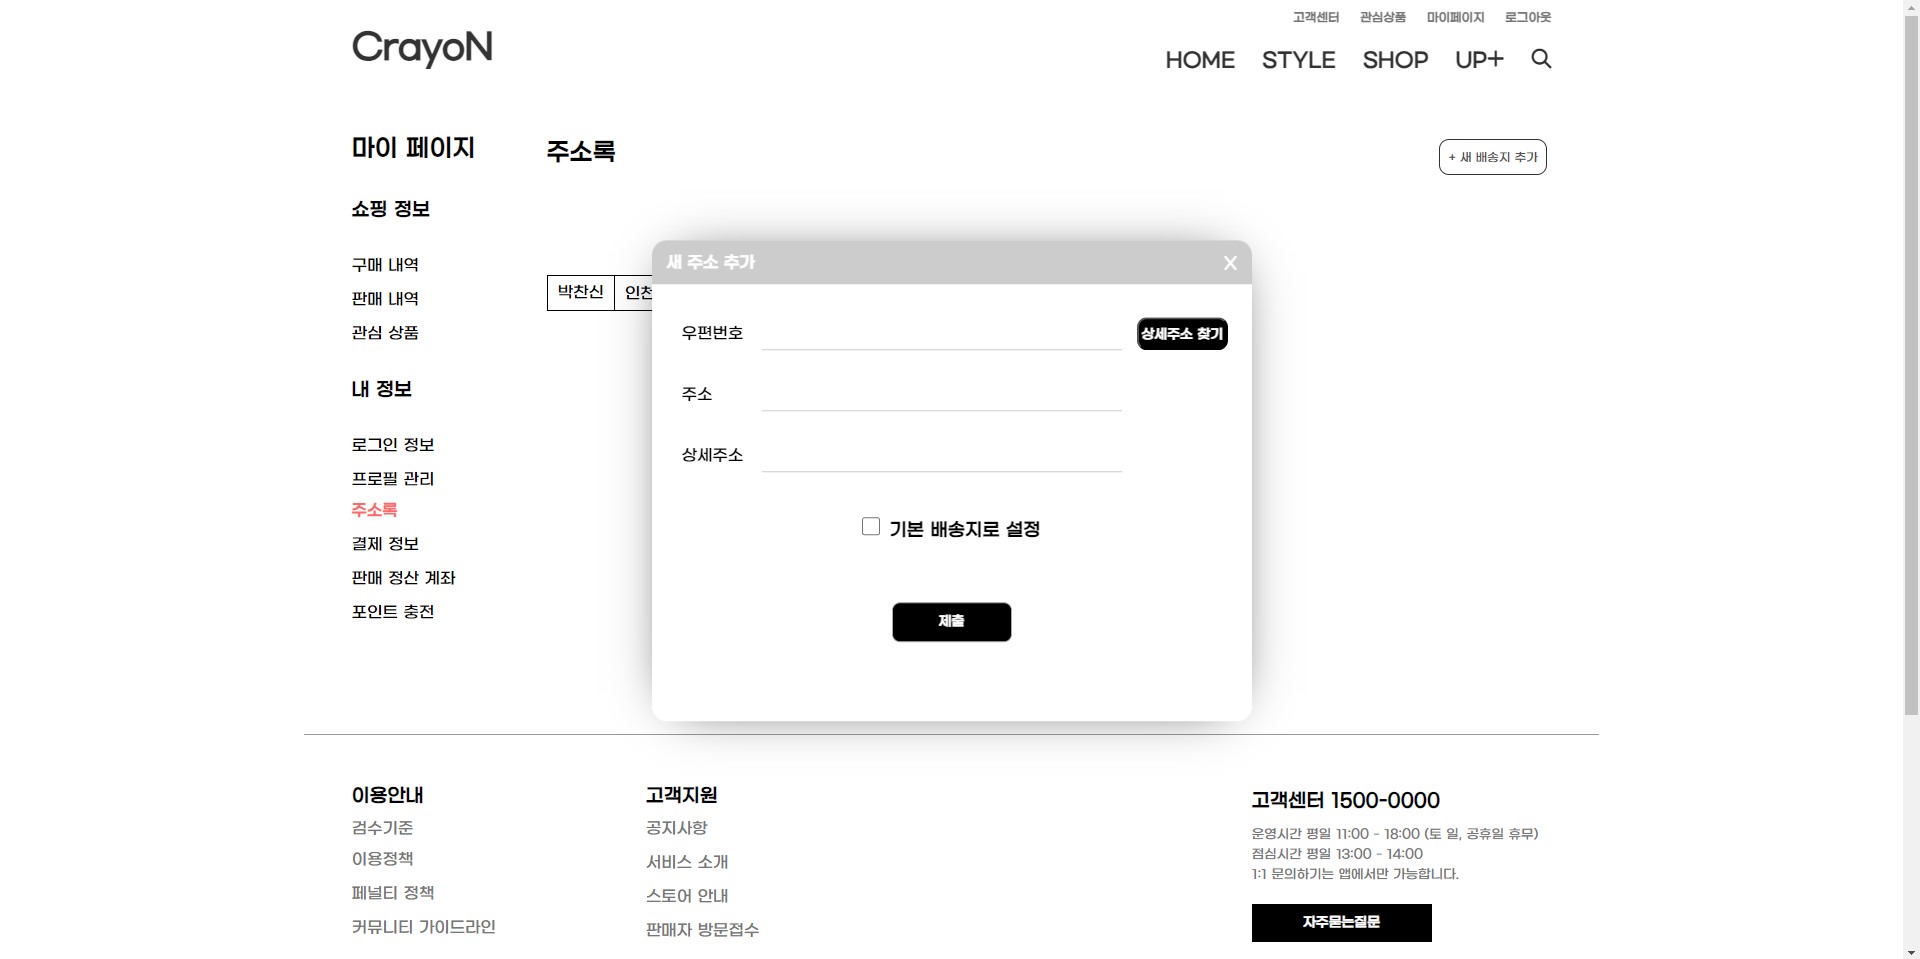 고객센터 관심상품 마이페이지 로그아웃
CrayoN
HOME STYLE SHOP UP+
마이 페이지
쇼핑 정보
구매 내역
판매 내역
관심 상품
내 정보
로그인 정보
프로필 관리
주소록
결제 정보
판매 정산 계좌
포인트 충전
주소록
+ 새 배송지 추가
박찬신 인천
새 주소 추가 X
우편번호 상세주소 찾기
주소
상세주소
기본 배송지로 설정
제출
이용안내
검수기준
이용정책
페널티 정책
커뮤니티 가이드라인
고객지원
공지사항
서비스 소개
스토어 안내
판매자 방문접수
고객센터 1500-0000
운영시간 평일 11:00 - 18:00 (토 일, 공휴일 휴무)
점심시간 평일 13:00 - 14:00
1:1 문의하기는 앱에서만 가능합니다.
자주묻는질문